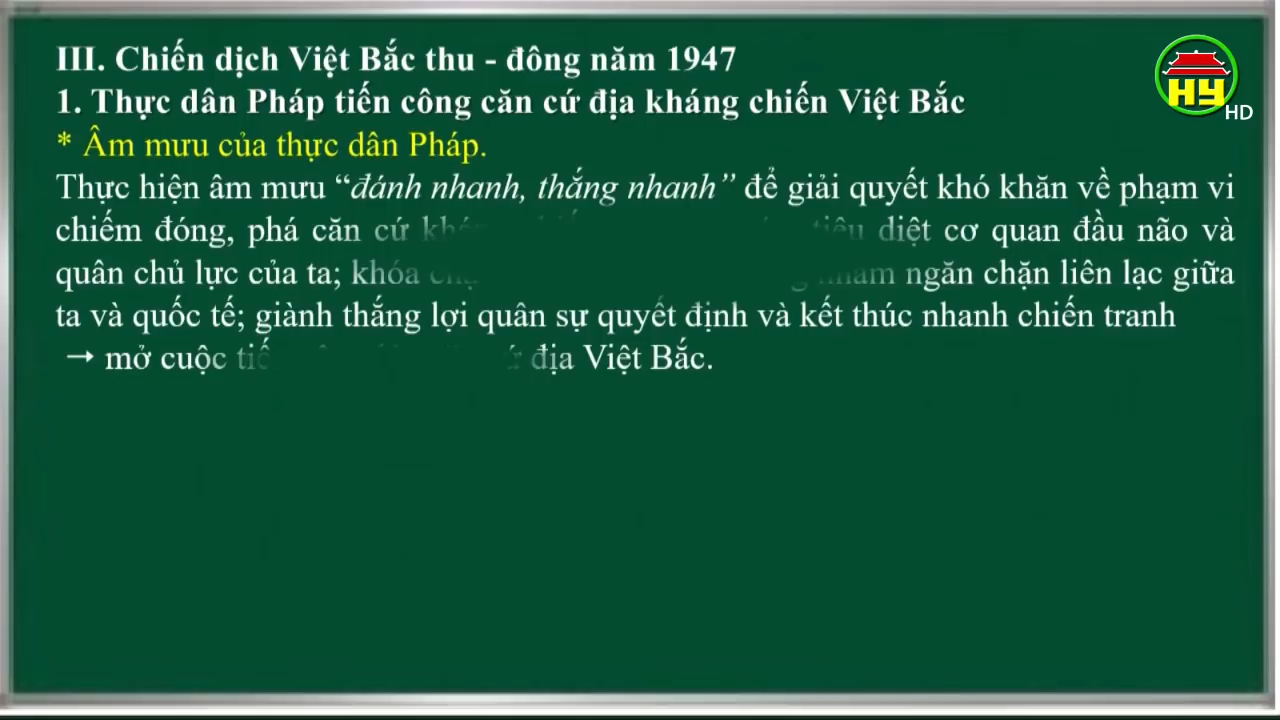 III. Chiến dịch Việt Bắc thu - đông năm 1947
1. Thực dân Pháp tiến công căn cứ địa kháng chiến Việt Bắc
* Âm mưu của thực dân Pháp.
Thực hiện âm mưu “đánh nhanh, thắng nhanh” để giải quyết khó khăn về phạm vi
chiếm đóng, phá căn cứ tiêu diệt cơ quan đầu não và
quân chủ lực của ta; khóa ngăn chặn liên lạc giữa
ta và quốc tế; giành thắng lợi quân sự quyết định và kết thúc nhanh chiến tranh
→ mở cuộc địa Việt Bắc.
HY
HD